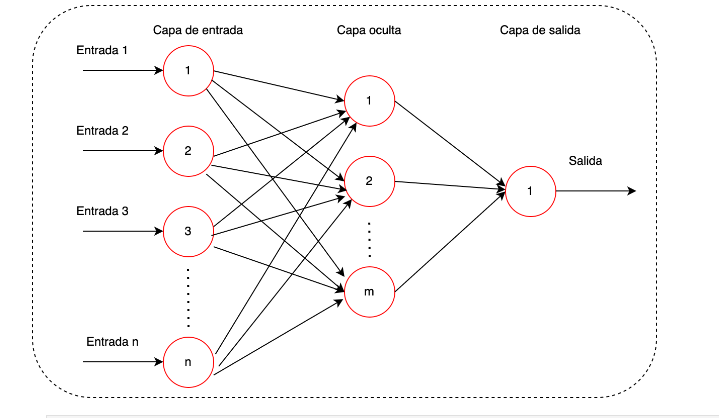 Capa de entrada
Capa oculta
Capa de salida
Entrada 1
1
1
Entrada 2
2
2
Salida
1
Entrada 3
3
m
Entrada n
n